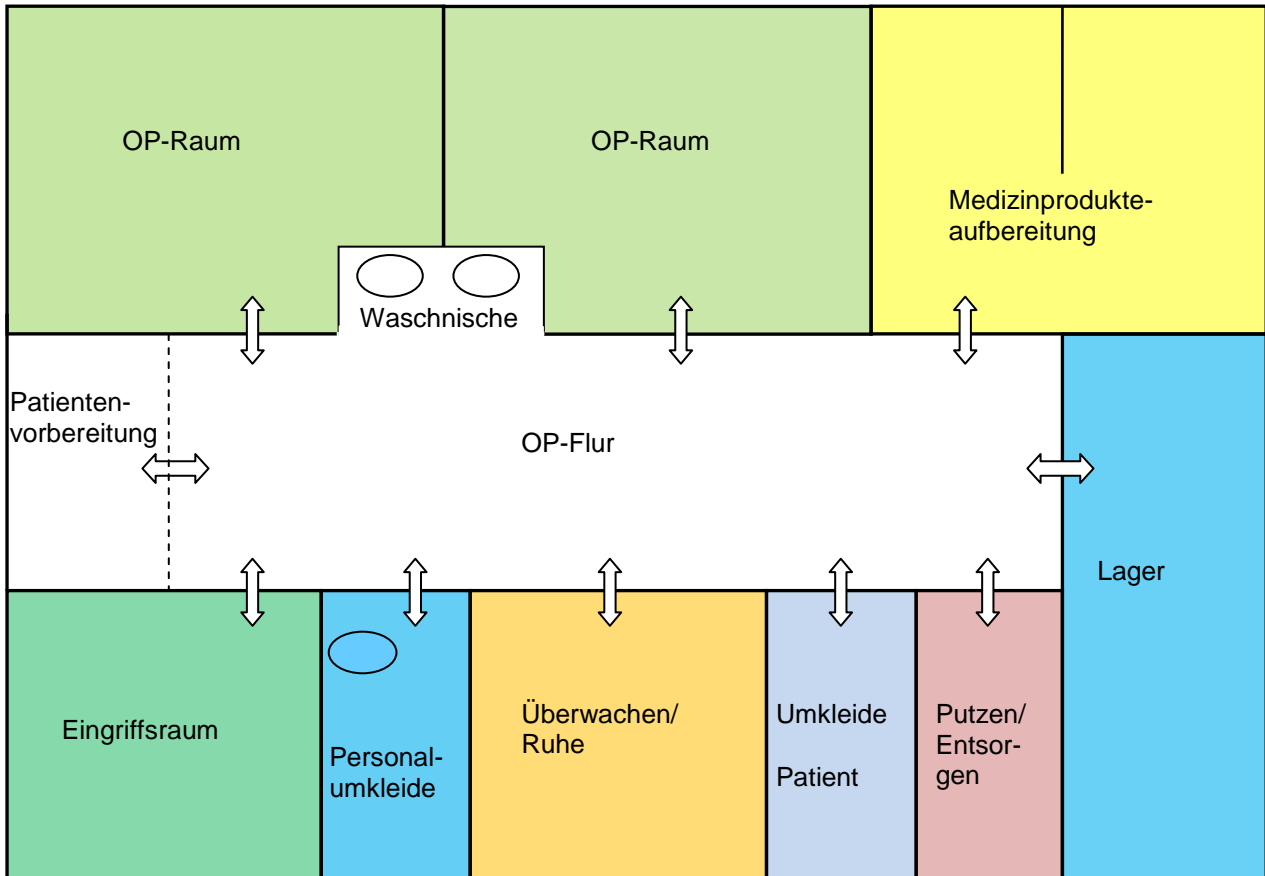 OP-Raum
OP-Raum
Medizinprodukte-
aufbereitung
Waschnische
Patienten-
vorbereitung
OP-Flur
Lager
Eingriffsraum
Personal-
umkleide
Überwachen/
Ruhe
Umkleide
Patient
Putzen/
Entsor-
gen